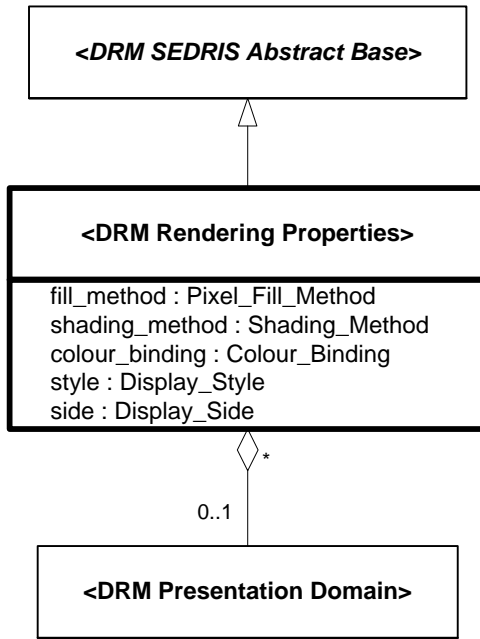 <DRM SEDRIS Abstract Base>
<DRM Rendering Properties>
fill_method : Pixel_Fill_Method
shading_method : Shading_Method
colour_binding : Colour_Binding
style : Display_Style
side : Display_Side
*
0..1
<DRM Presentation Domain>